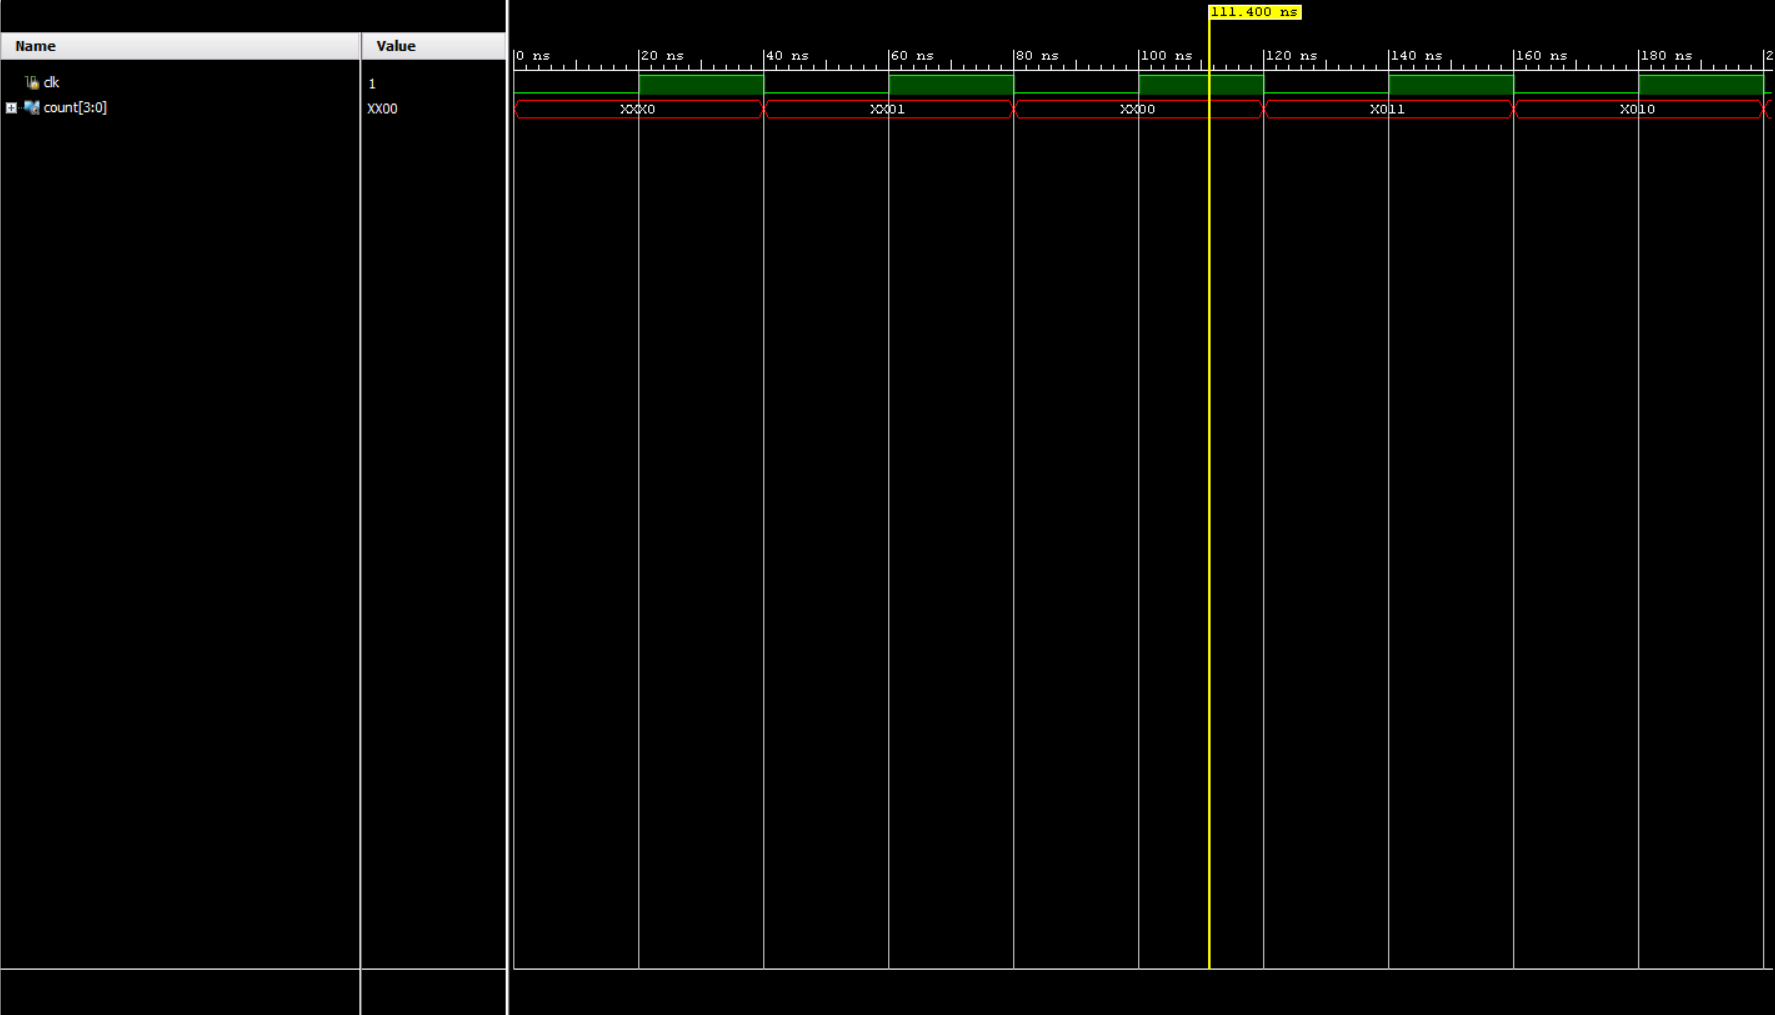 111.400 ns
Name Value
0 ns 20 ns 40 ns 60 ns 80 ns 100 ns 120 ns 140 ns 160 ns 180 ns 2
clk 1
count[3:0] XX00 XXX0 XX01 XX00 X011 X010